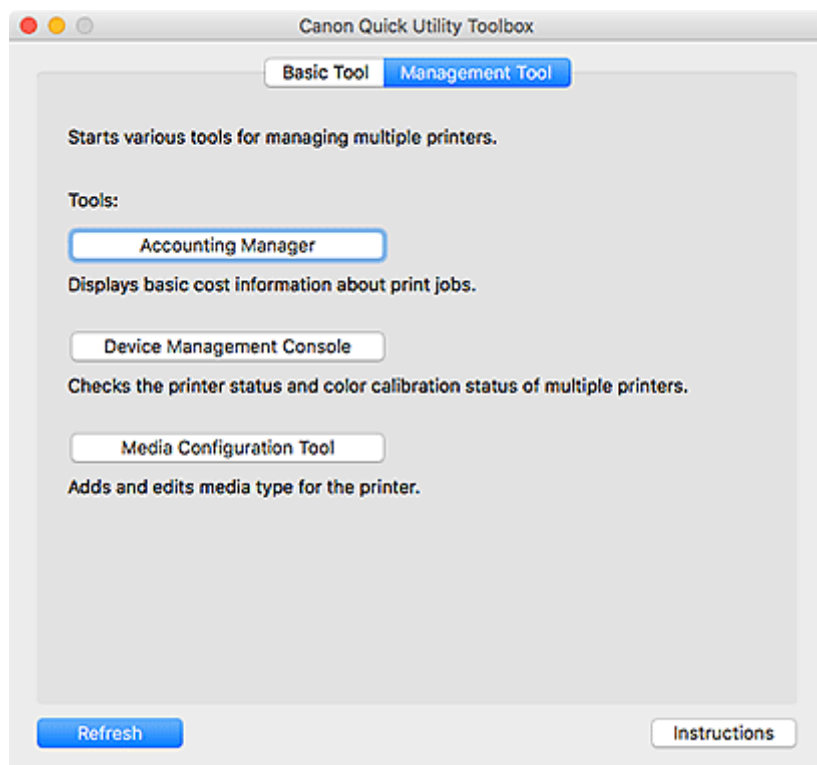 Canon Quick Utility Toolbox
Basic Tool Management Tool
Starts various tools for managing multiple printers.
Tools:
Accounting Manager
Displays basic cost information about print jobs.
Device Management Console
Checks the printer status and color calibration status of multiple printers.
Media Configuration Tool
Adds and edits media type for the printer.
Refresh Instructions